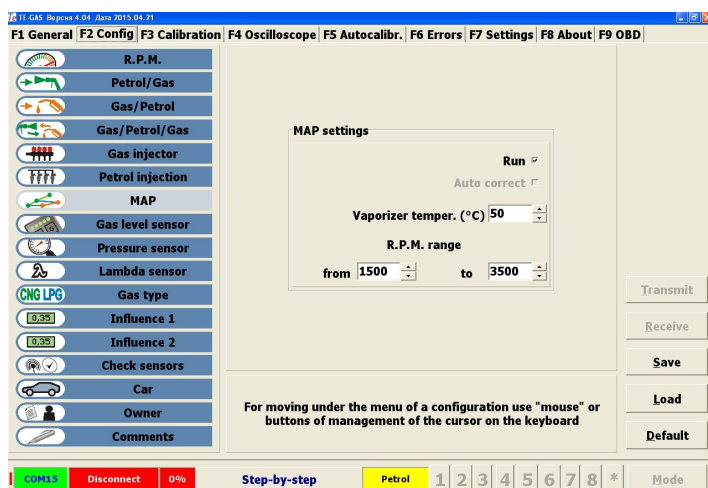 TE-GAS Версия 4.04 Дата 2015.04.21
F1 General F2 Config F3 Calibration F4 Oscilloscope F5 Autocalibr. F6 Errors F7 Settings F8 About F9 OBD
R.P.M.
Petrol/Gas
Gas/Petrol
Gas/Petrol/Gas
Gas injector
Petrol injection
MAP
Gas level sensor
Pressure sensor
Lambda sensor
CNG LPG Gas type
0,35 Influence 1
0,35 Influence 2
Check sensors
Car
Owner
Comments
MAP settings
Run
Auto correct
Vaporizer temper. (°C) 50
R.P.M. range
from 1500 to 3500
For moving under the menu of a configuration use "mouse" or
buttons of management of the cursor on the keyboard
Transmit
Receive
Save
Load
Default
COM15 Disconnect 0% Step-by-step Petrol 1 2 3 4 5 6 7 8 * Mode